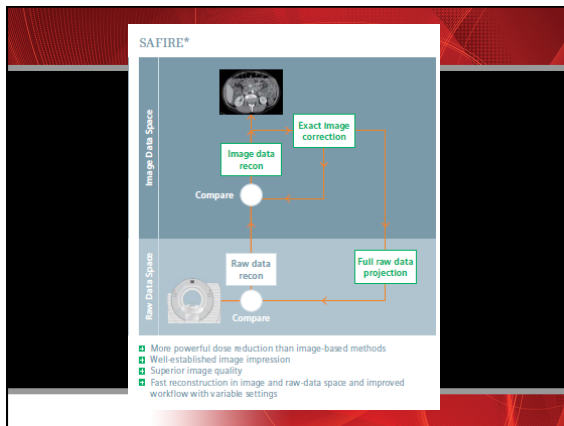 SAFIRE*
Image Data Space
Exact image
correction
Image data
recon
Compare
Raw Data Space
Raw data
recon
Full raw data
projection
Compare
More powerful dose reduction than image-based methods
Well-established image impression
Superior image quality
Fast reconstruction in image and raw-data space and improved
workflow with variable settings